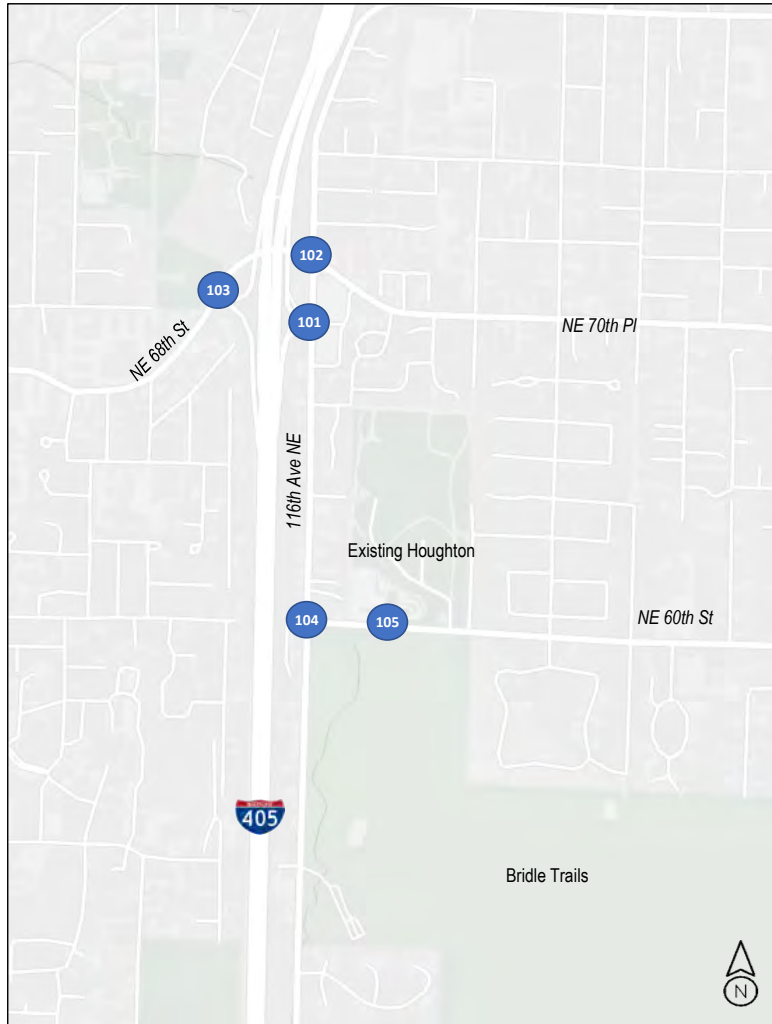 102
103
101
NE 68th St
NE 70th Pl
116th Ave NE
Existing Houghton
104
105
NE 60th St
405
Bridle Trails
N